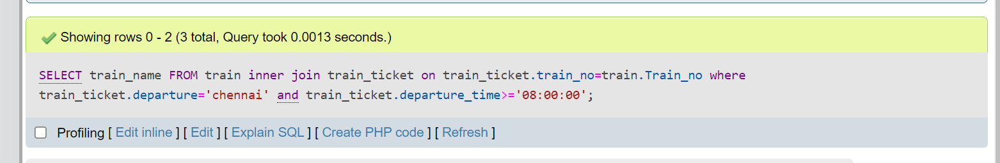 Showing rows 0 - 2 (3 total, Query took 0.0013 seconds.)
SELECT train_name FROM train inner join train_ticket on train_ticket.train_no=train.Train_no where
train_ticket.departure='chennai' and train_ticket.departure_time>='08:00:00';
Profiling [ Edit inline ] [ Edit ] [ Explain SQL ] [ Create PHP code ] [ Refresh ]